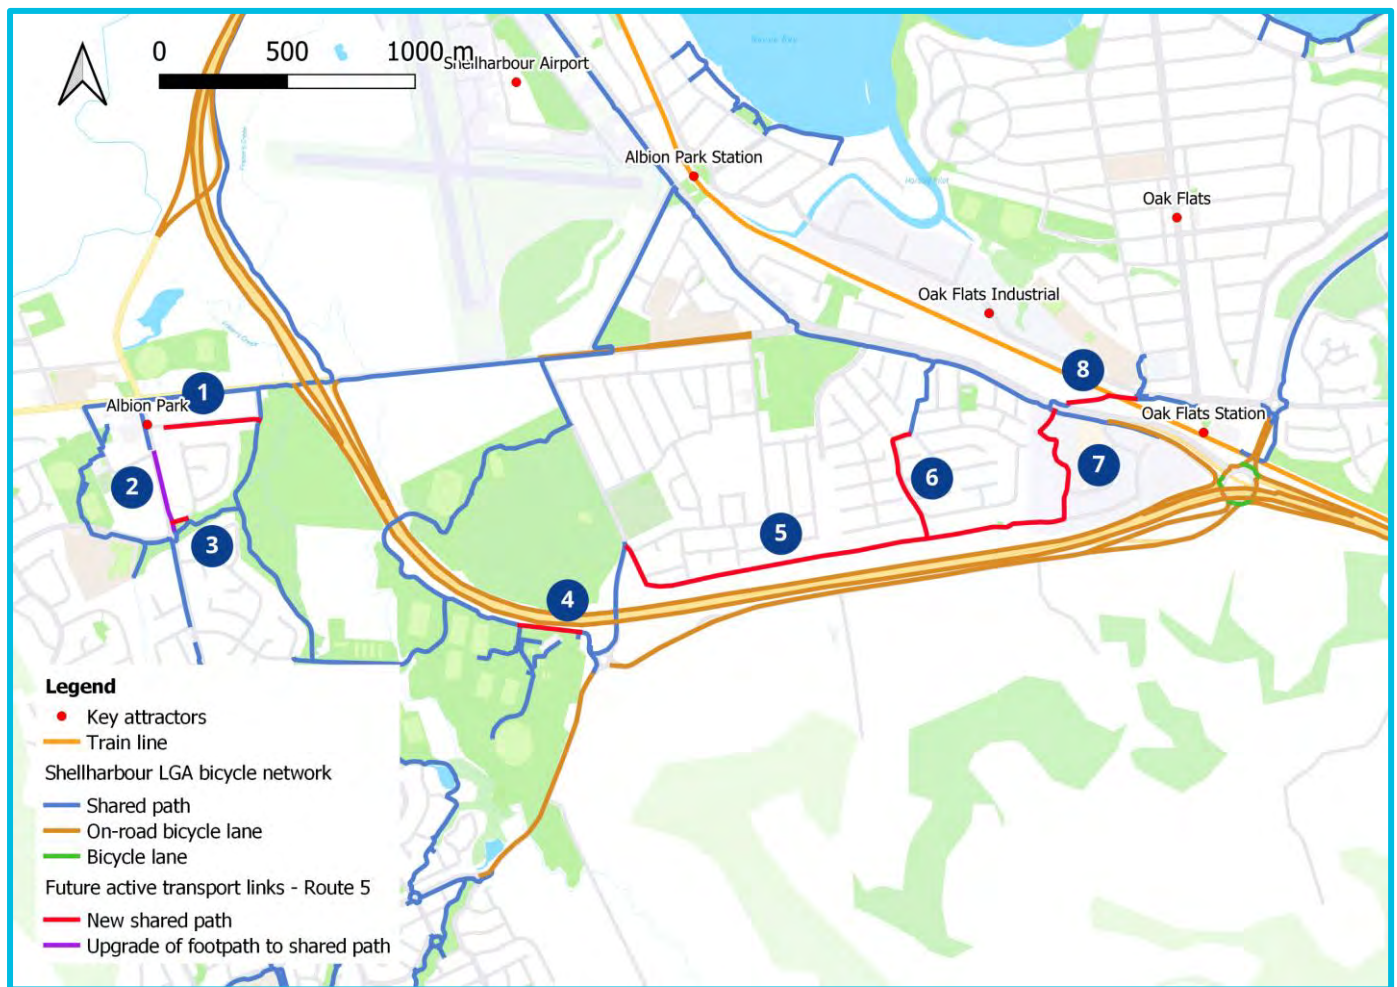 0 500 1000 m
Shellharbour Airport
Albion Park Station
Oak Flats
Oak Flats Industrial
8
1
Albion Park
Oak Flats Station
7
6
2
5
3
4
Legend
Key attractors
Train line
Shellharbour LGA bicycle network
Shared path
On-road bicycle lane
Bicycle lane
Future active transport links - Route 5
New shared path
Upgrade of footpath to shared path